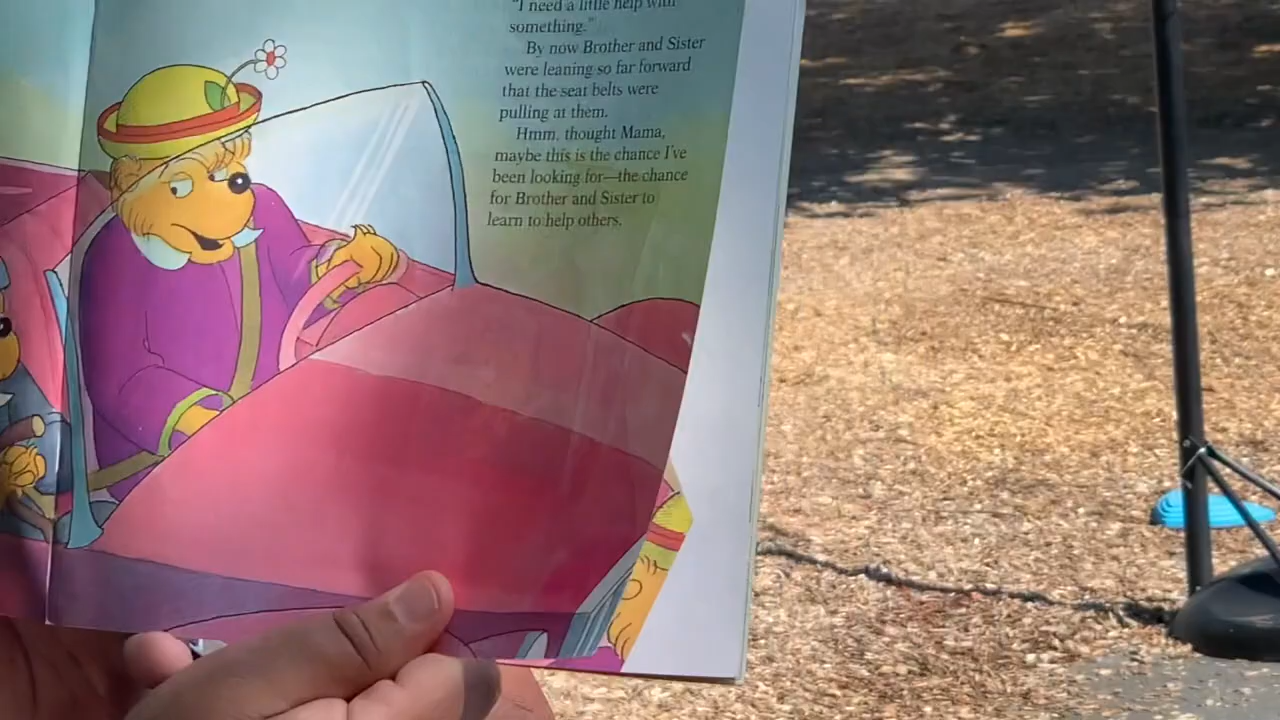 "I need a little help with
something."
By now Brother and Sister
were leaning so far forward
that the seat belts were
pulling at them.
Hmm, thought Mama,
maybe this is the chance I've
been looking for—the chance
for Brother and Sister to
learn to help others.